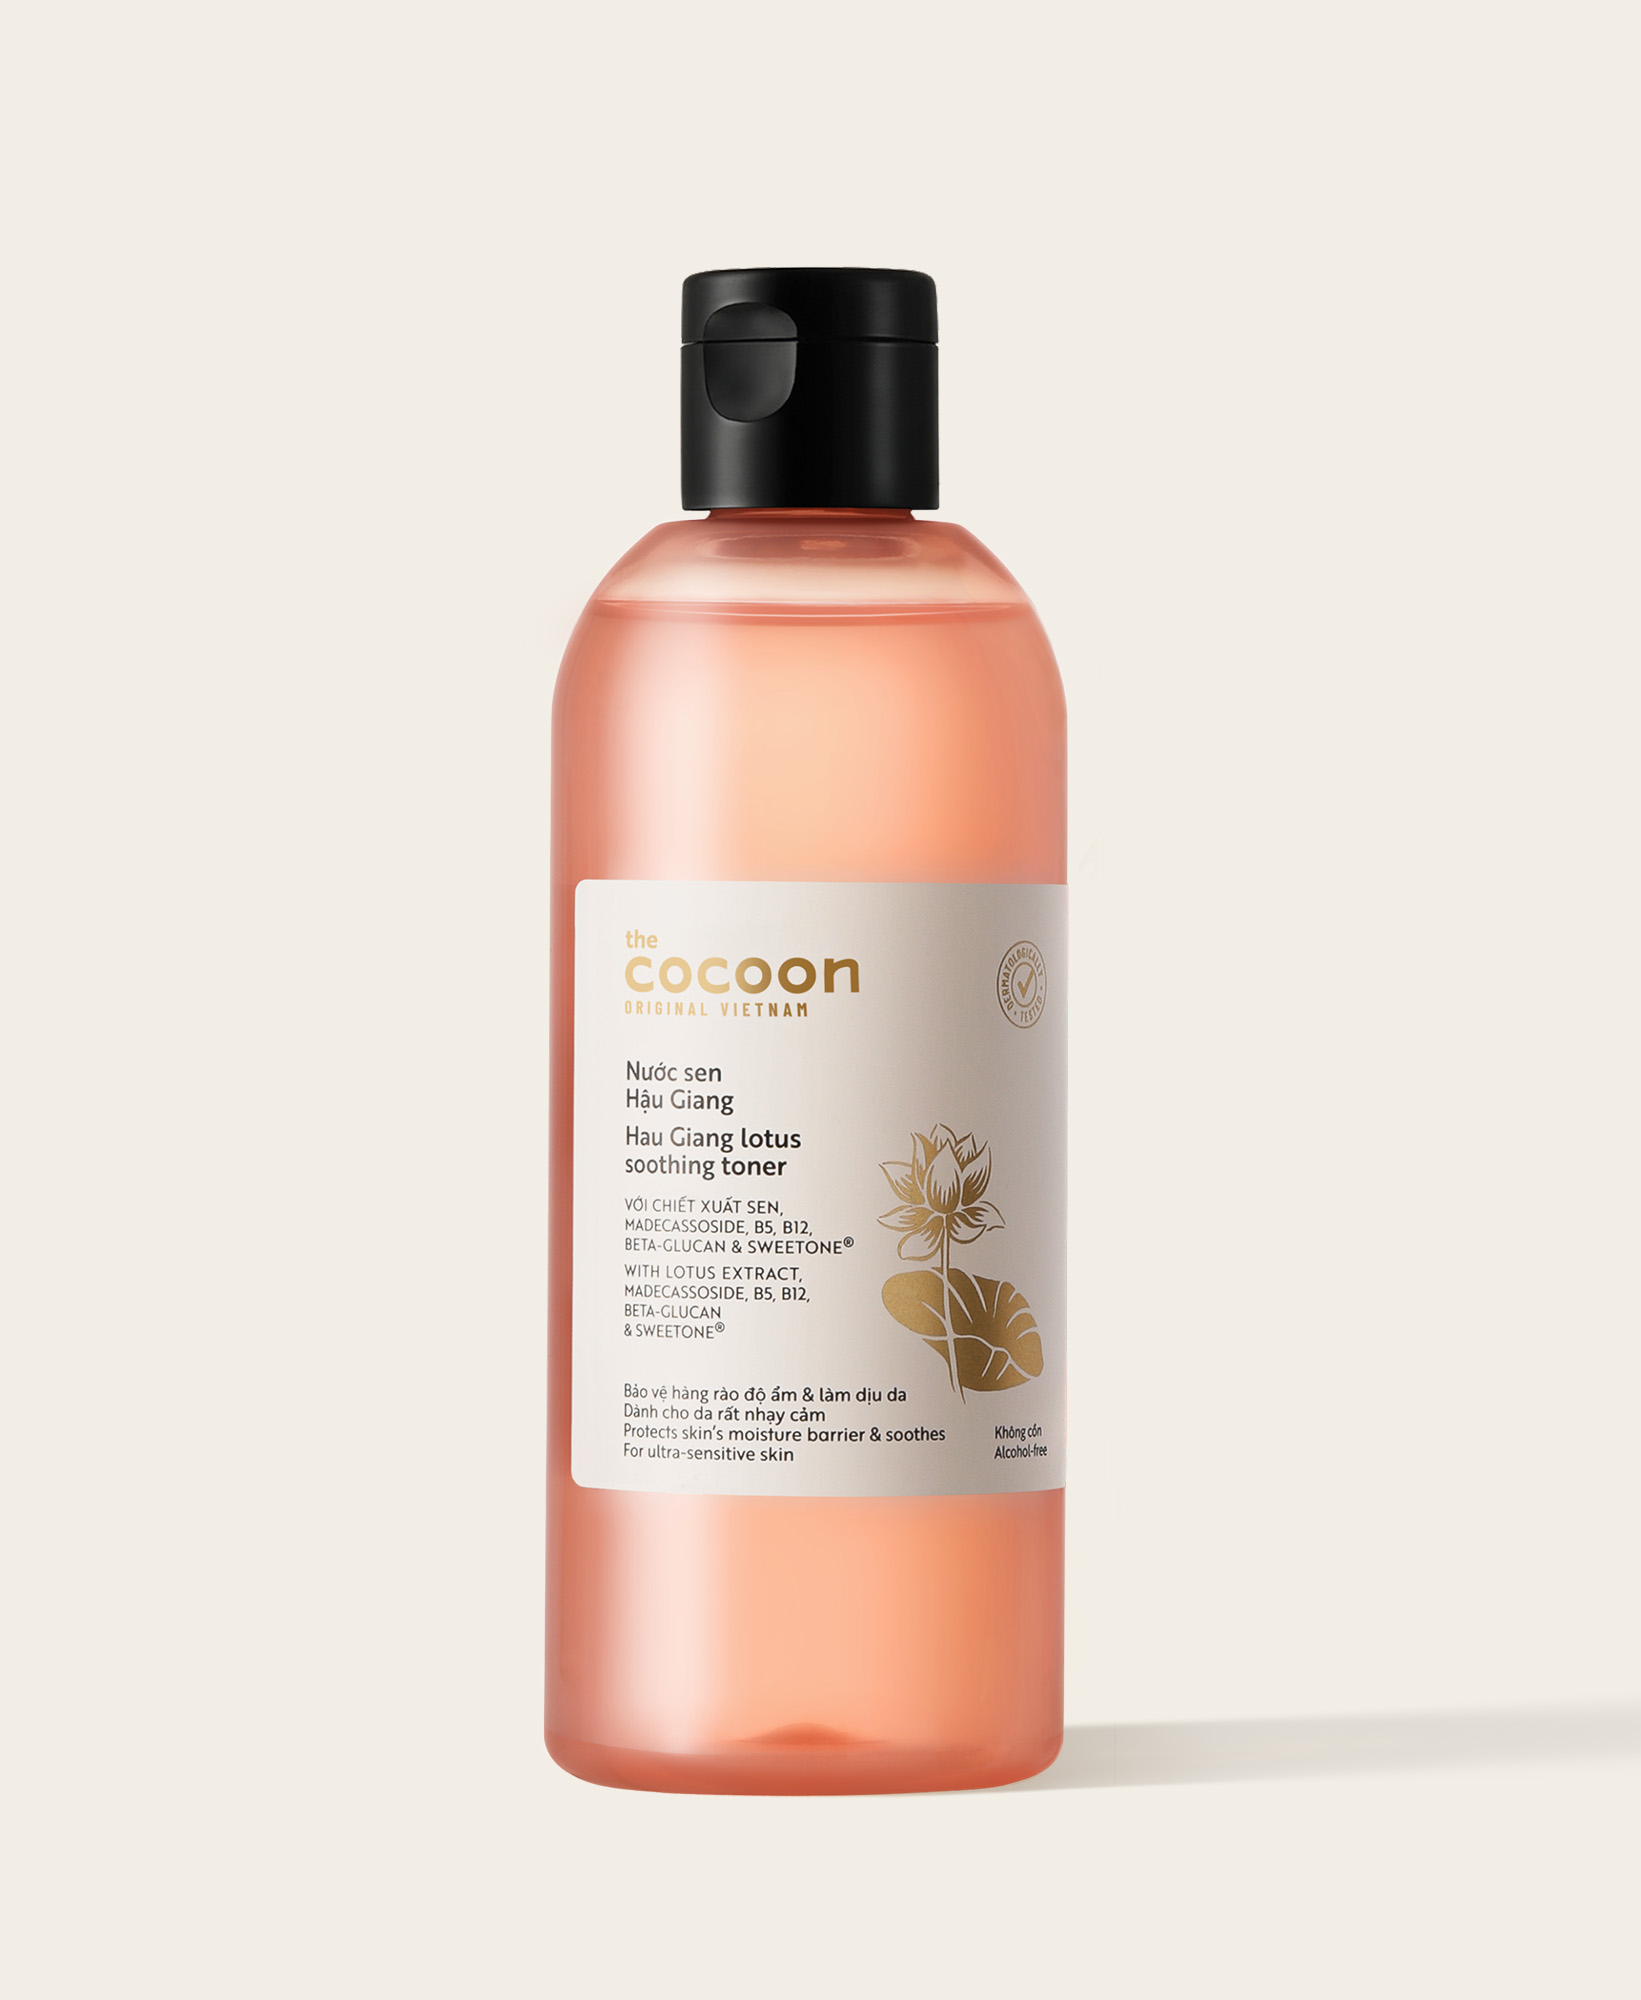 the
cocoon
ORIGINAL VIETNAM
DERMATOLOGICALLY • TESTED •
Nước sen
Hậu Giang
Hau Giang lotus
soothing toner
VỚI CHIẾT XUẤT SEN,
MADECASSOSIDE, B5, B12,
BETA-GLUCAN & SWEETONE®
WITH LOTUS EXTRACT,
MADECASSOSIDE, B5, B12,
BETA-GLUCAN
& SWEETONE®
Bảo vệ hàng rào độ ẩm & làm dịu da
Dành cho da rất nhạy cảm
Protects skin's moisture barrier & soothes
For ultra-sensitive skin
Không cồn
Alcohol-free